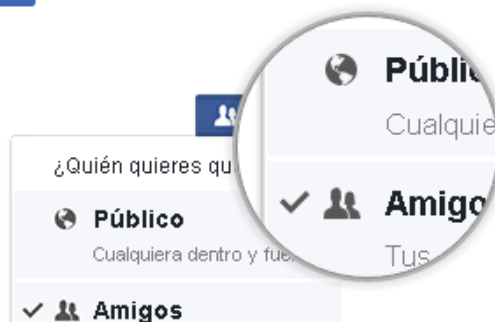 ¿Quién quieres qu
Público
Cualquiera dentro y fue
Amigos
Públic
Cualquie
Amigo
Tus